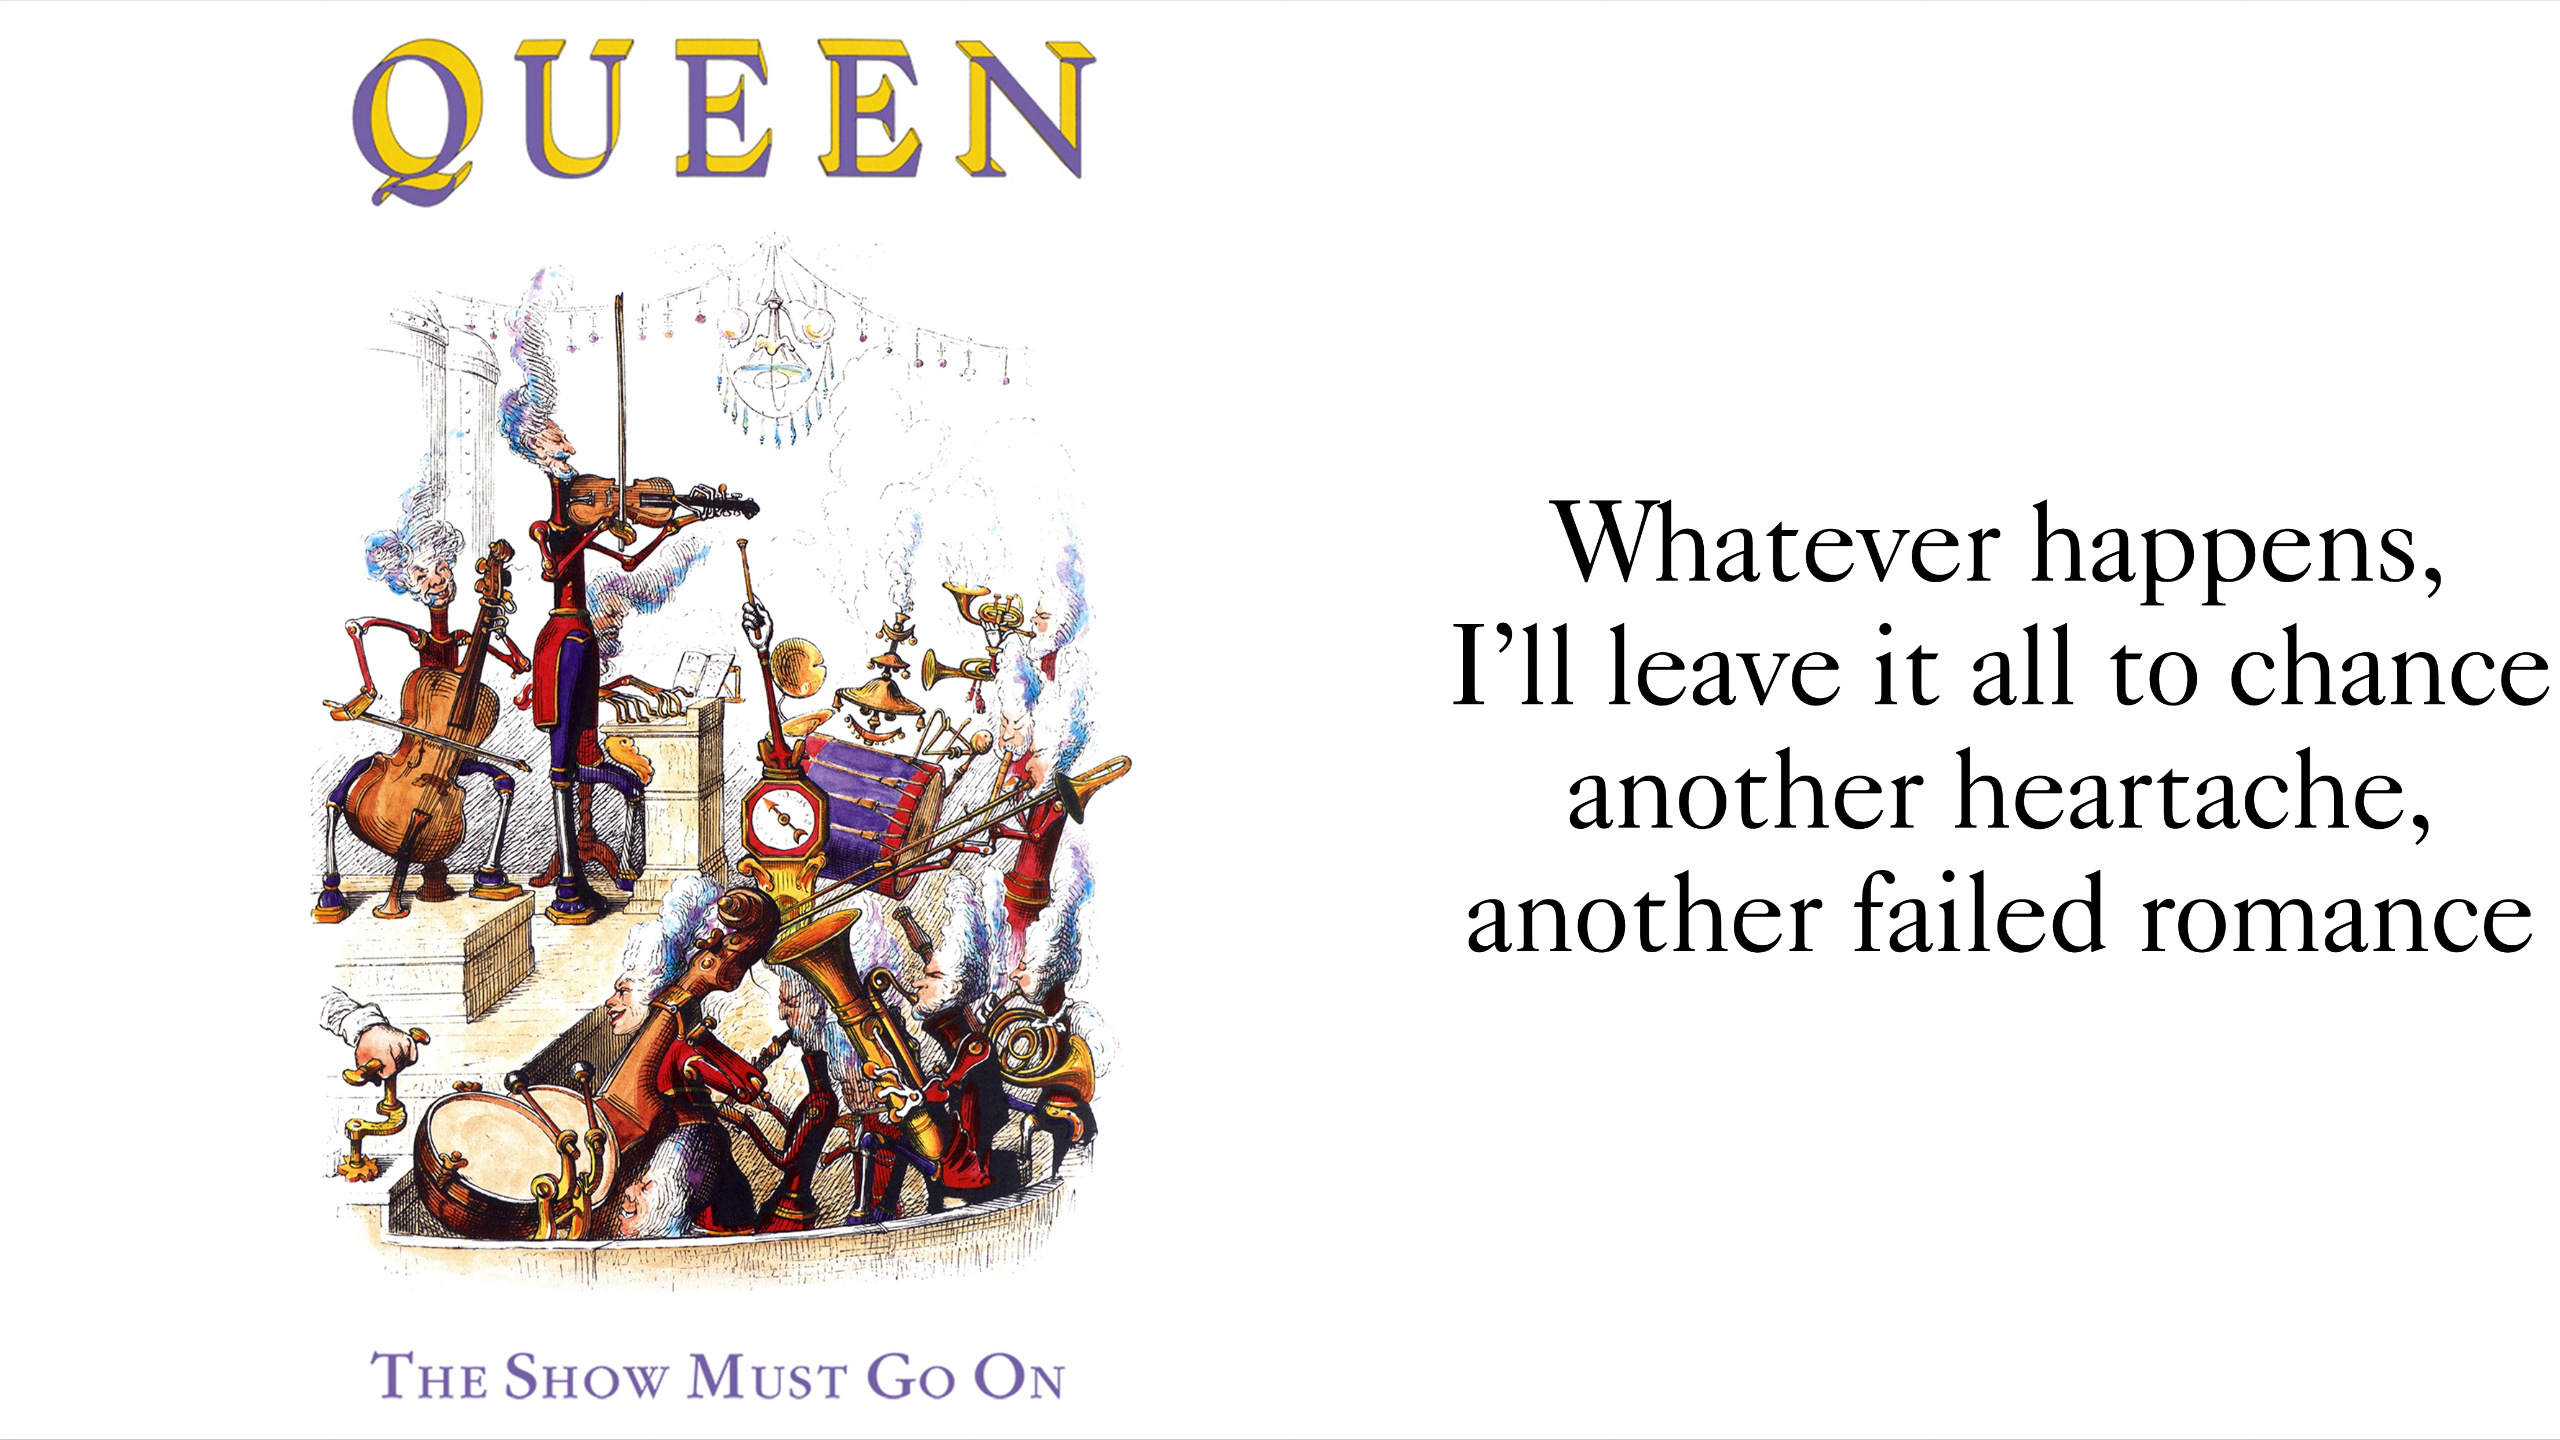 QUEEN
THE SHOW MUST GO ON
Whatever happens,
I’ll leave it all to chance
another heartache,
another failed romance